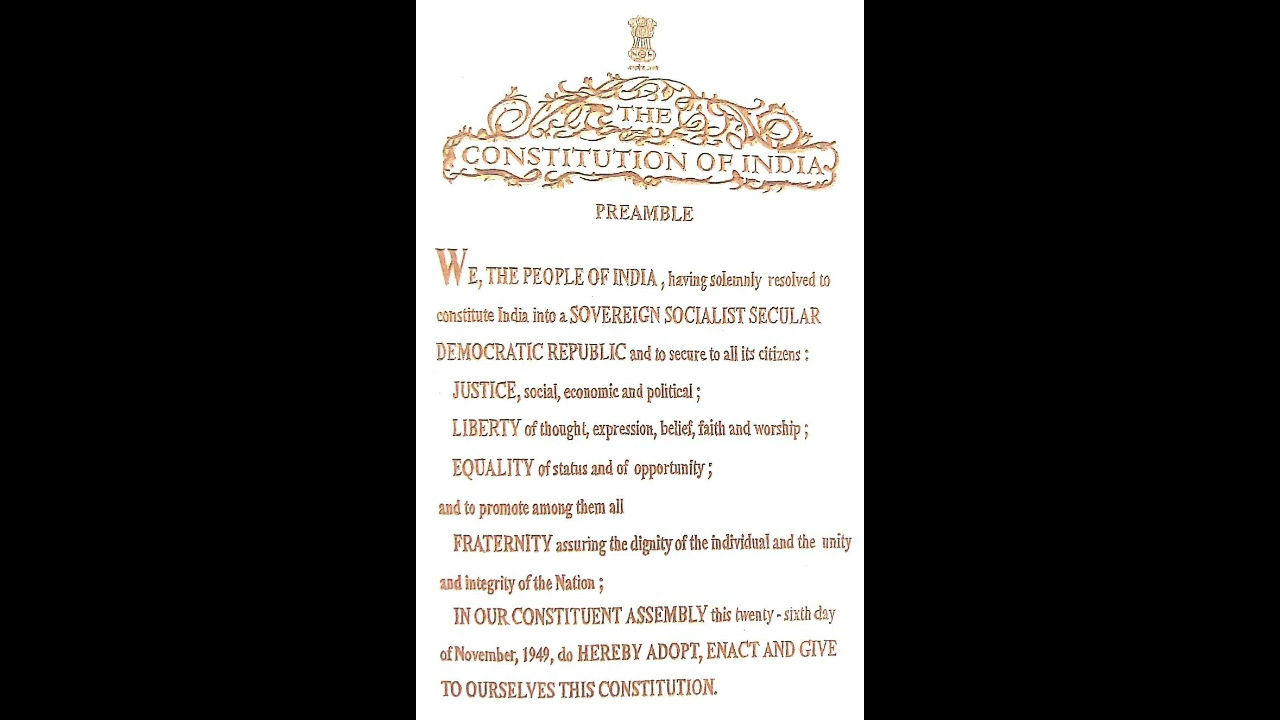 THE
CONSTITUTION OF INDIA
PREAMBLE
WE, THE PEOPLE OF INDIA , having solemnly resolved to
constitute India into a SOVEREIGN SOCIALIST SECULAR
DEMOCRATIC REPUBLIC and to secure to all its citizens :
JUSTICE, social, economic and political ;
LIBERTY of thought, expression, belief, faith and worship ;
EQUALITY of status and of opportunity ;
and to promote among them all
FRATERNITY assuring the dignity of the individual and the unity
and integrity of the Nation ;
IN OUR CONSTITUENT ASSEMBLY this twenty - sixth day
of November, 1949, do HEREBY ADOPT, ENACT AND GIVE
TO OURSELVES THIS CONSTITUTION.